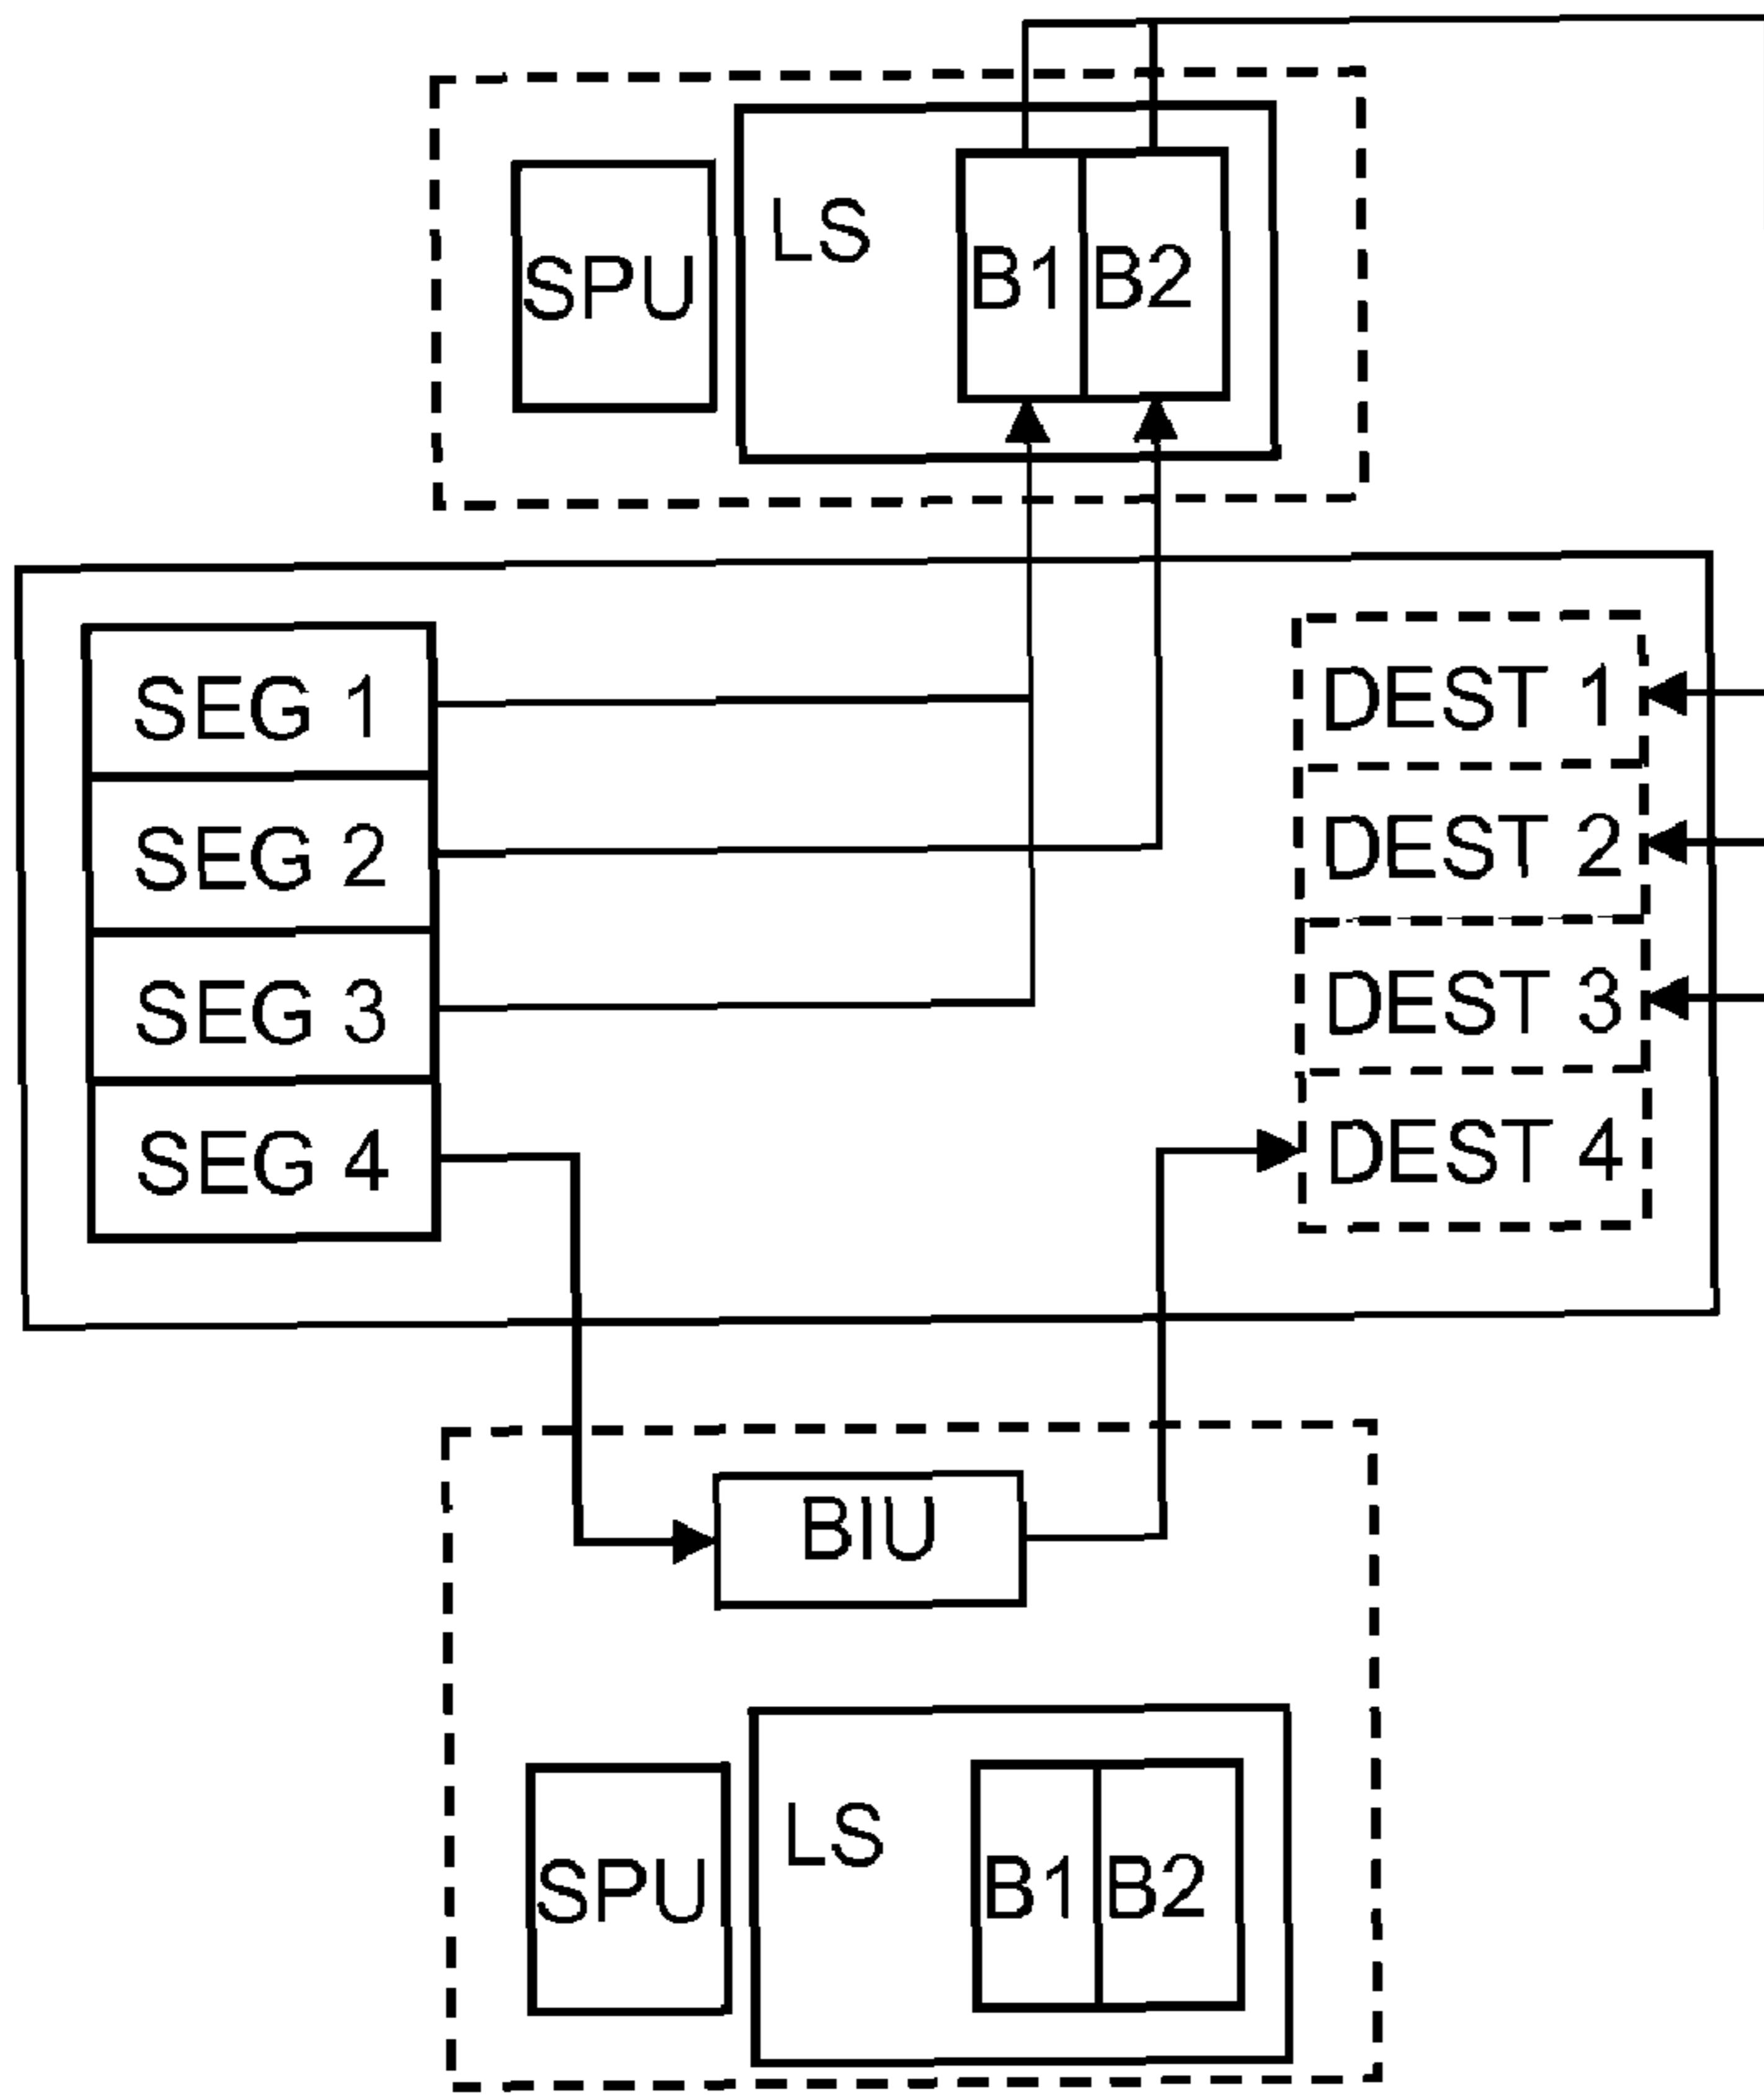 LS
SPU
B1
B2
SEG 1
SEG 2
SEG 3
SEG 4
DEST 1
DEST 2
DEST 3
DEST 4
BIU
LS
SPU
B1
B2